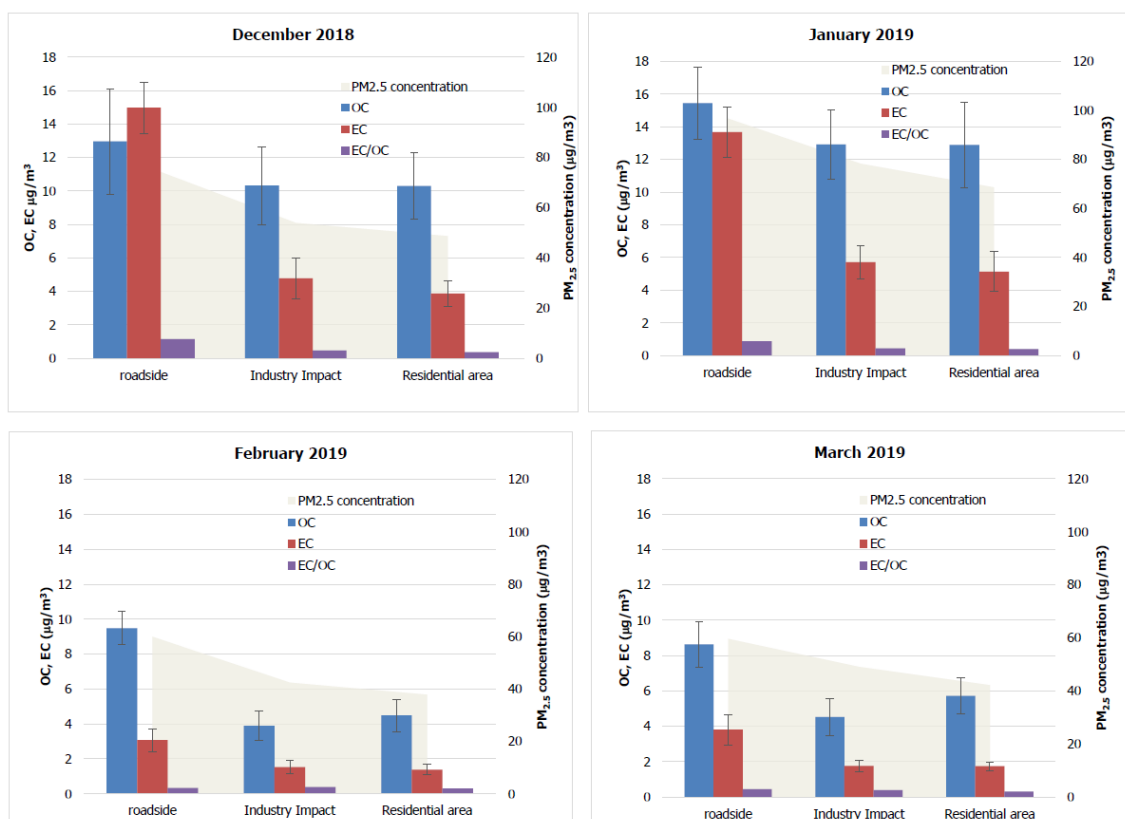 December 2018
18
16
14
12
10
8
6
4
2
0
OC, EC µg/m³
PM2.5 concentration
OC
EC
EC/OC
120
100
80
60
40
20
0
PM2.5 concentration (µg/m3)
roadside Industry Impact Residential area
January 2019
18
16
14
12
10
8
6
4
2
0
OC, EC (µg/m³)
PM2.5 concentration
OC
EC
EC/OC
120
100
80
60
40
20
0
PM2.5 concentration (µg/m3)
roadside Industry Impact Residential area
February 2019
18
16
14
12
10
8
6
4
2
0
OC, EC (µg/m³)
PM2.5 concentration
OC
EC
EC/OC
120
100
80
60
40
20
0
PM2.5 concentration (µg/m3)
roadside Industry Impact Residential area
March 2019
18
16
14
12
10
8
6
4
2
0
OC, EC (µg/m³)
PM2.5 concentration
OC
EC
EC/OC
120
100
80
60
40
20
0
PM2.5 concentration (µg/m3)
roadside Industry Impact Residential area